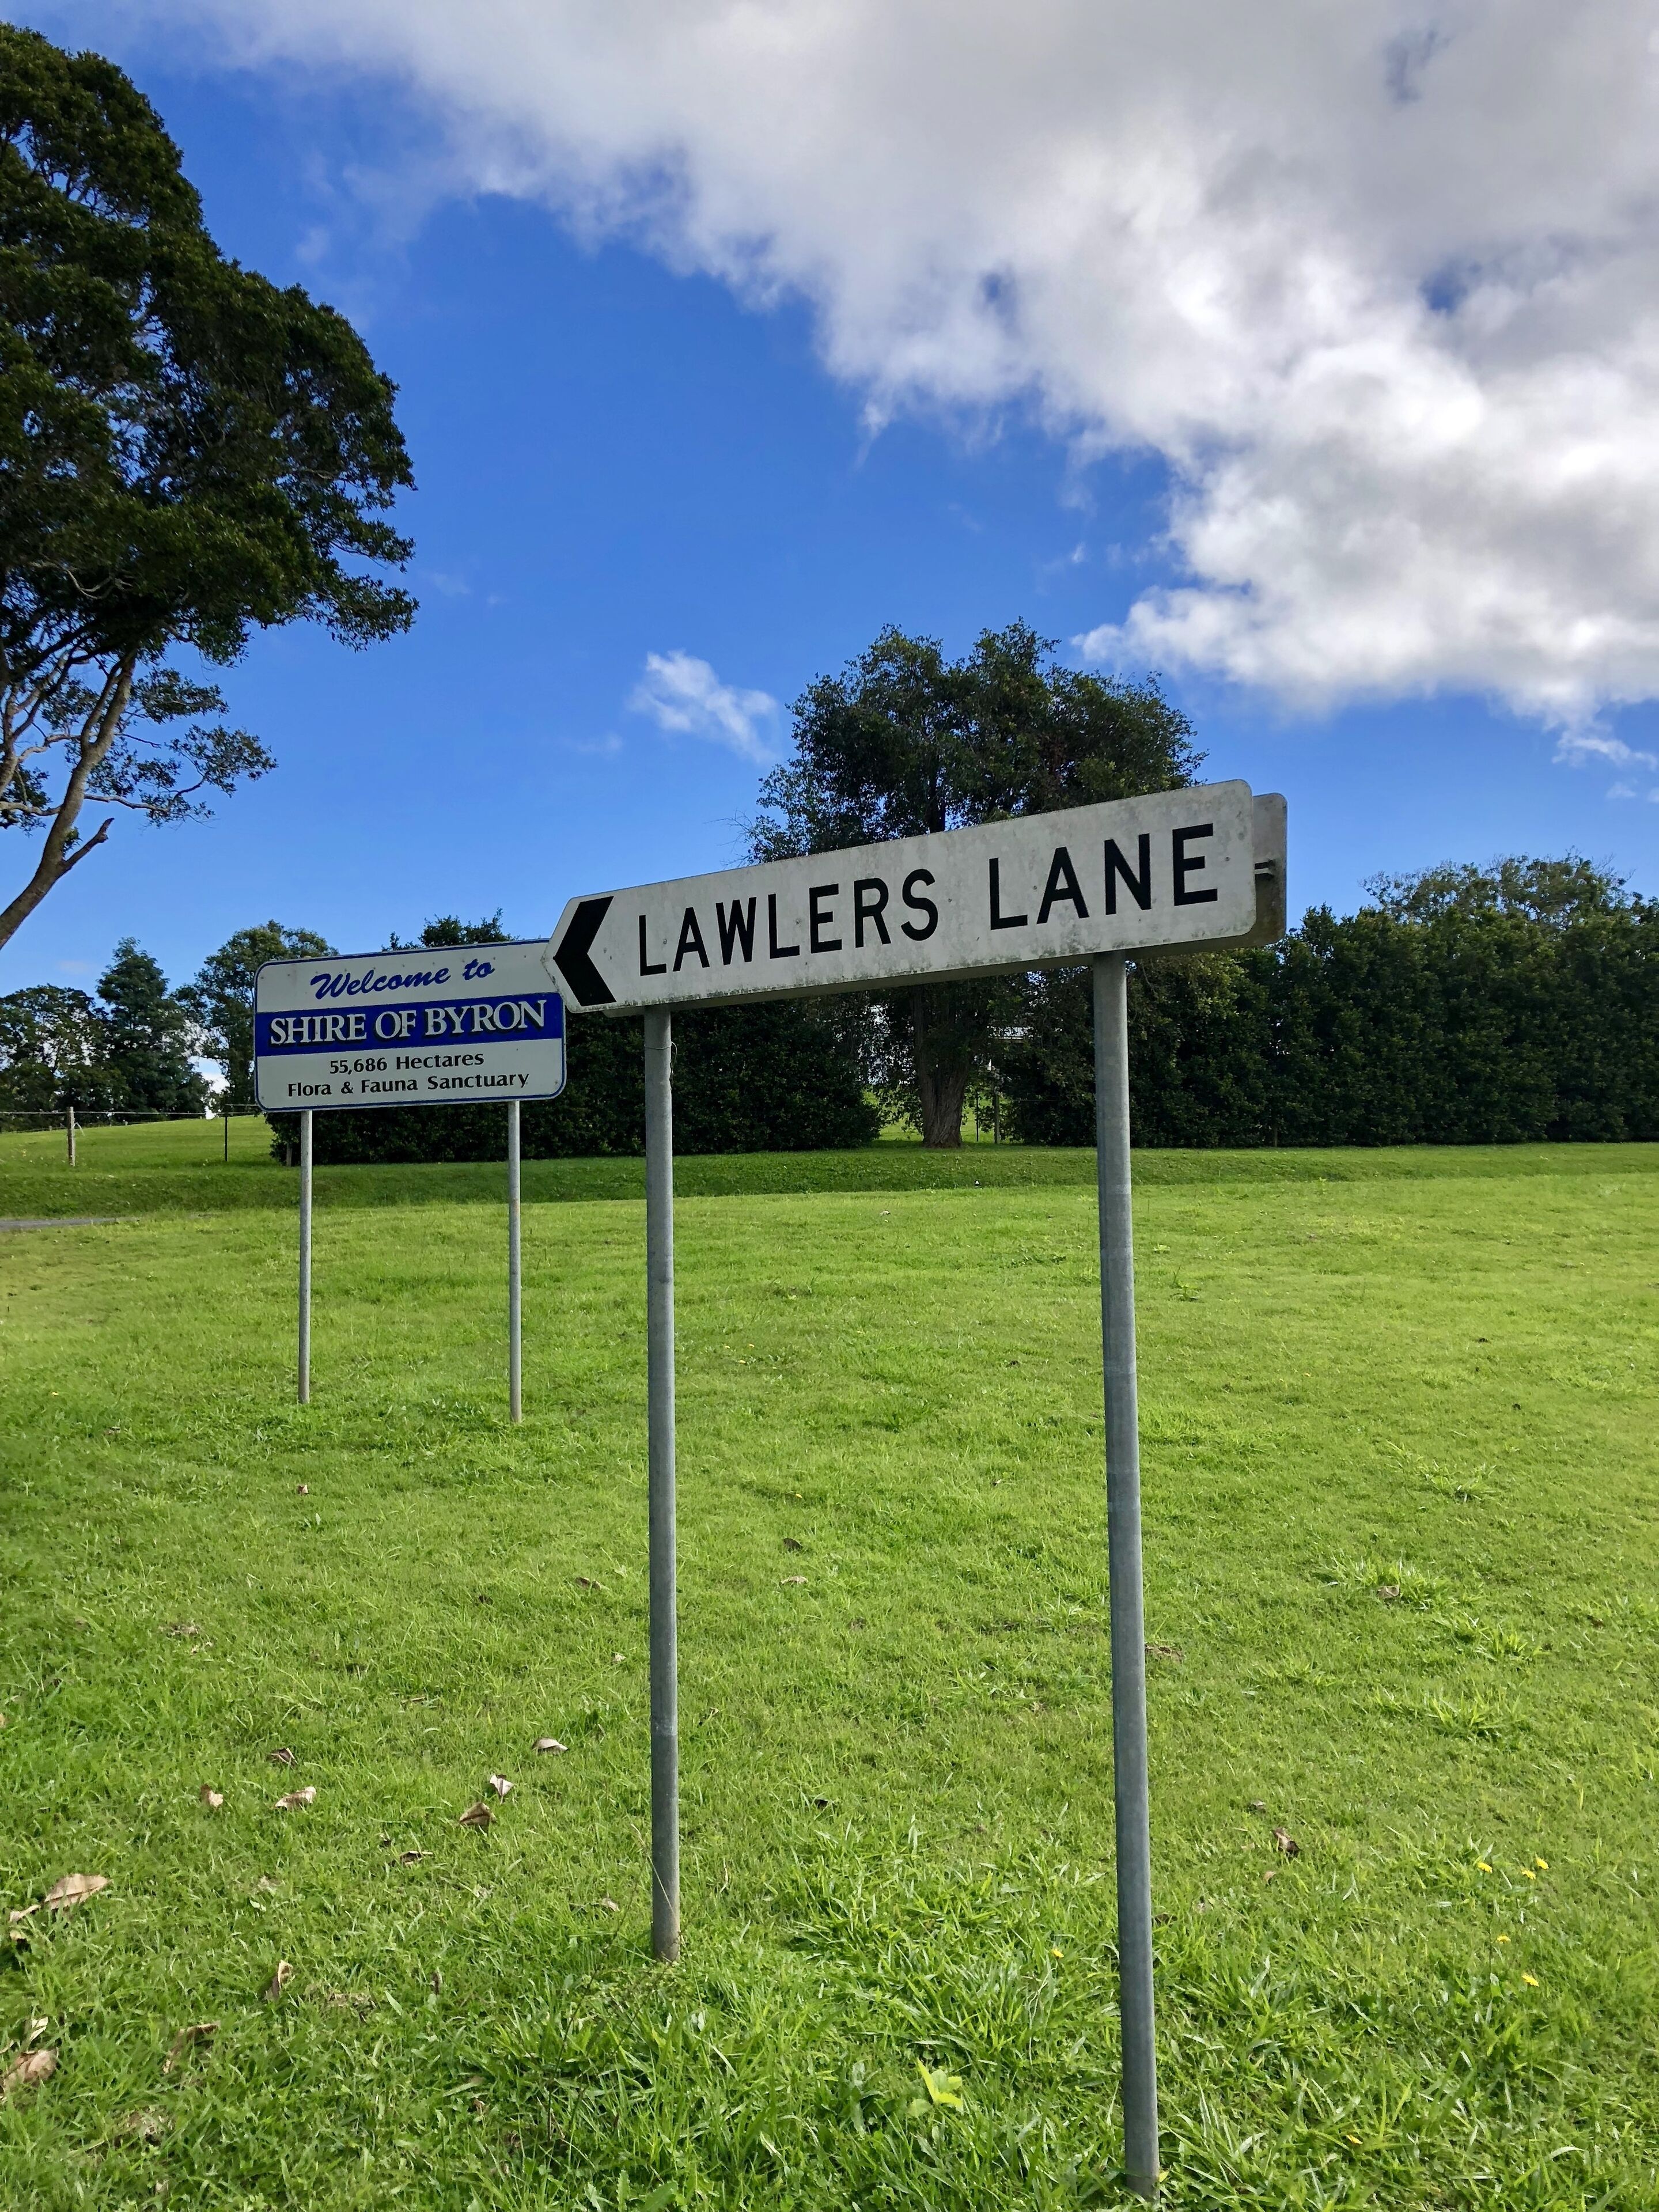 Welcome to
SHIRE OF BYRON
55,686 Hectares
Flora & Fauna Sanctuary
LAWLERS LANE